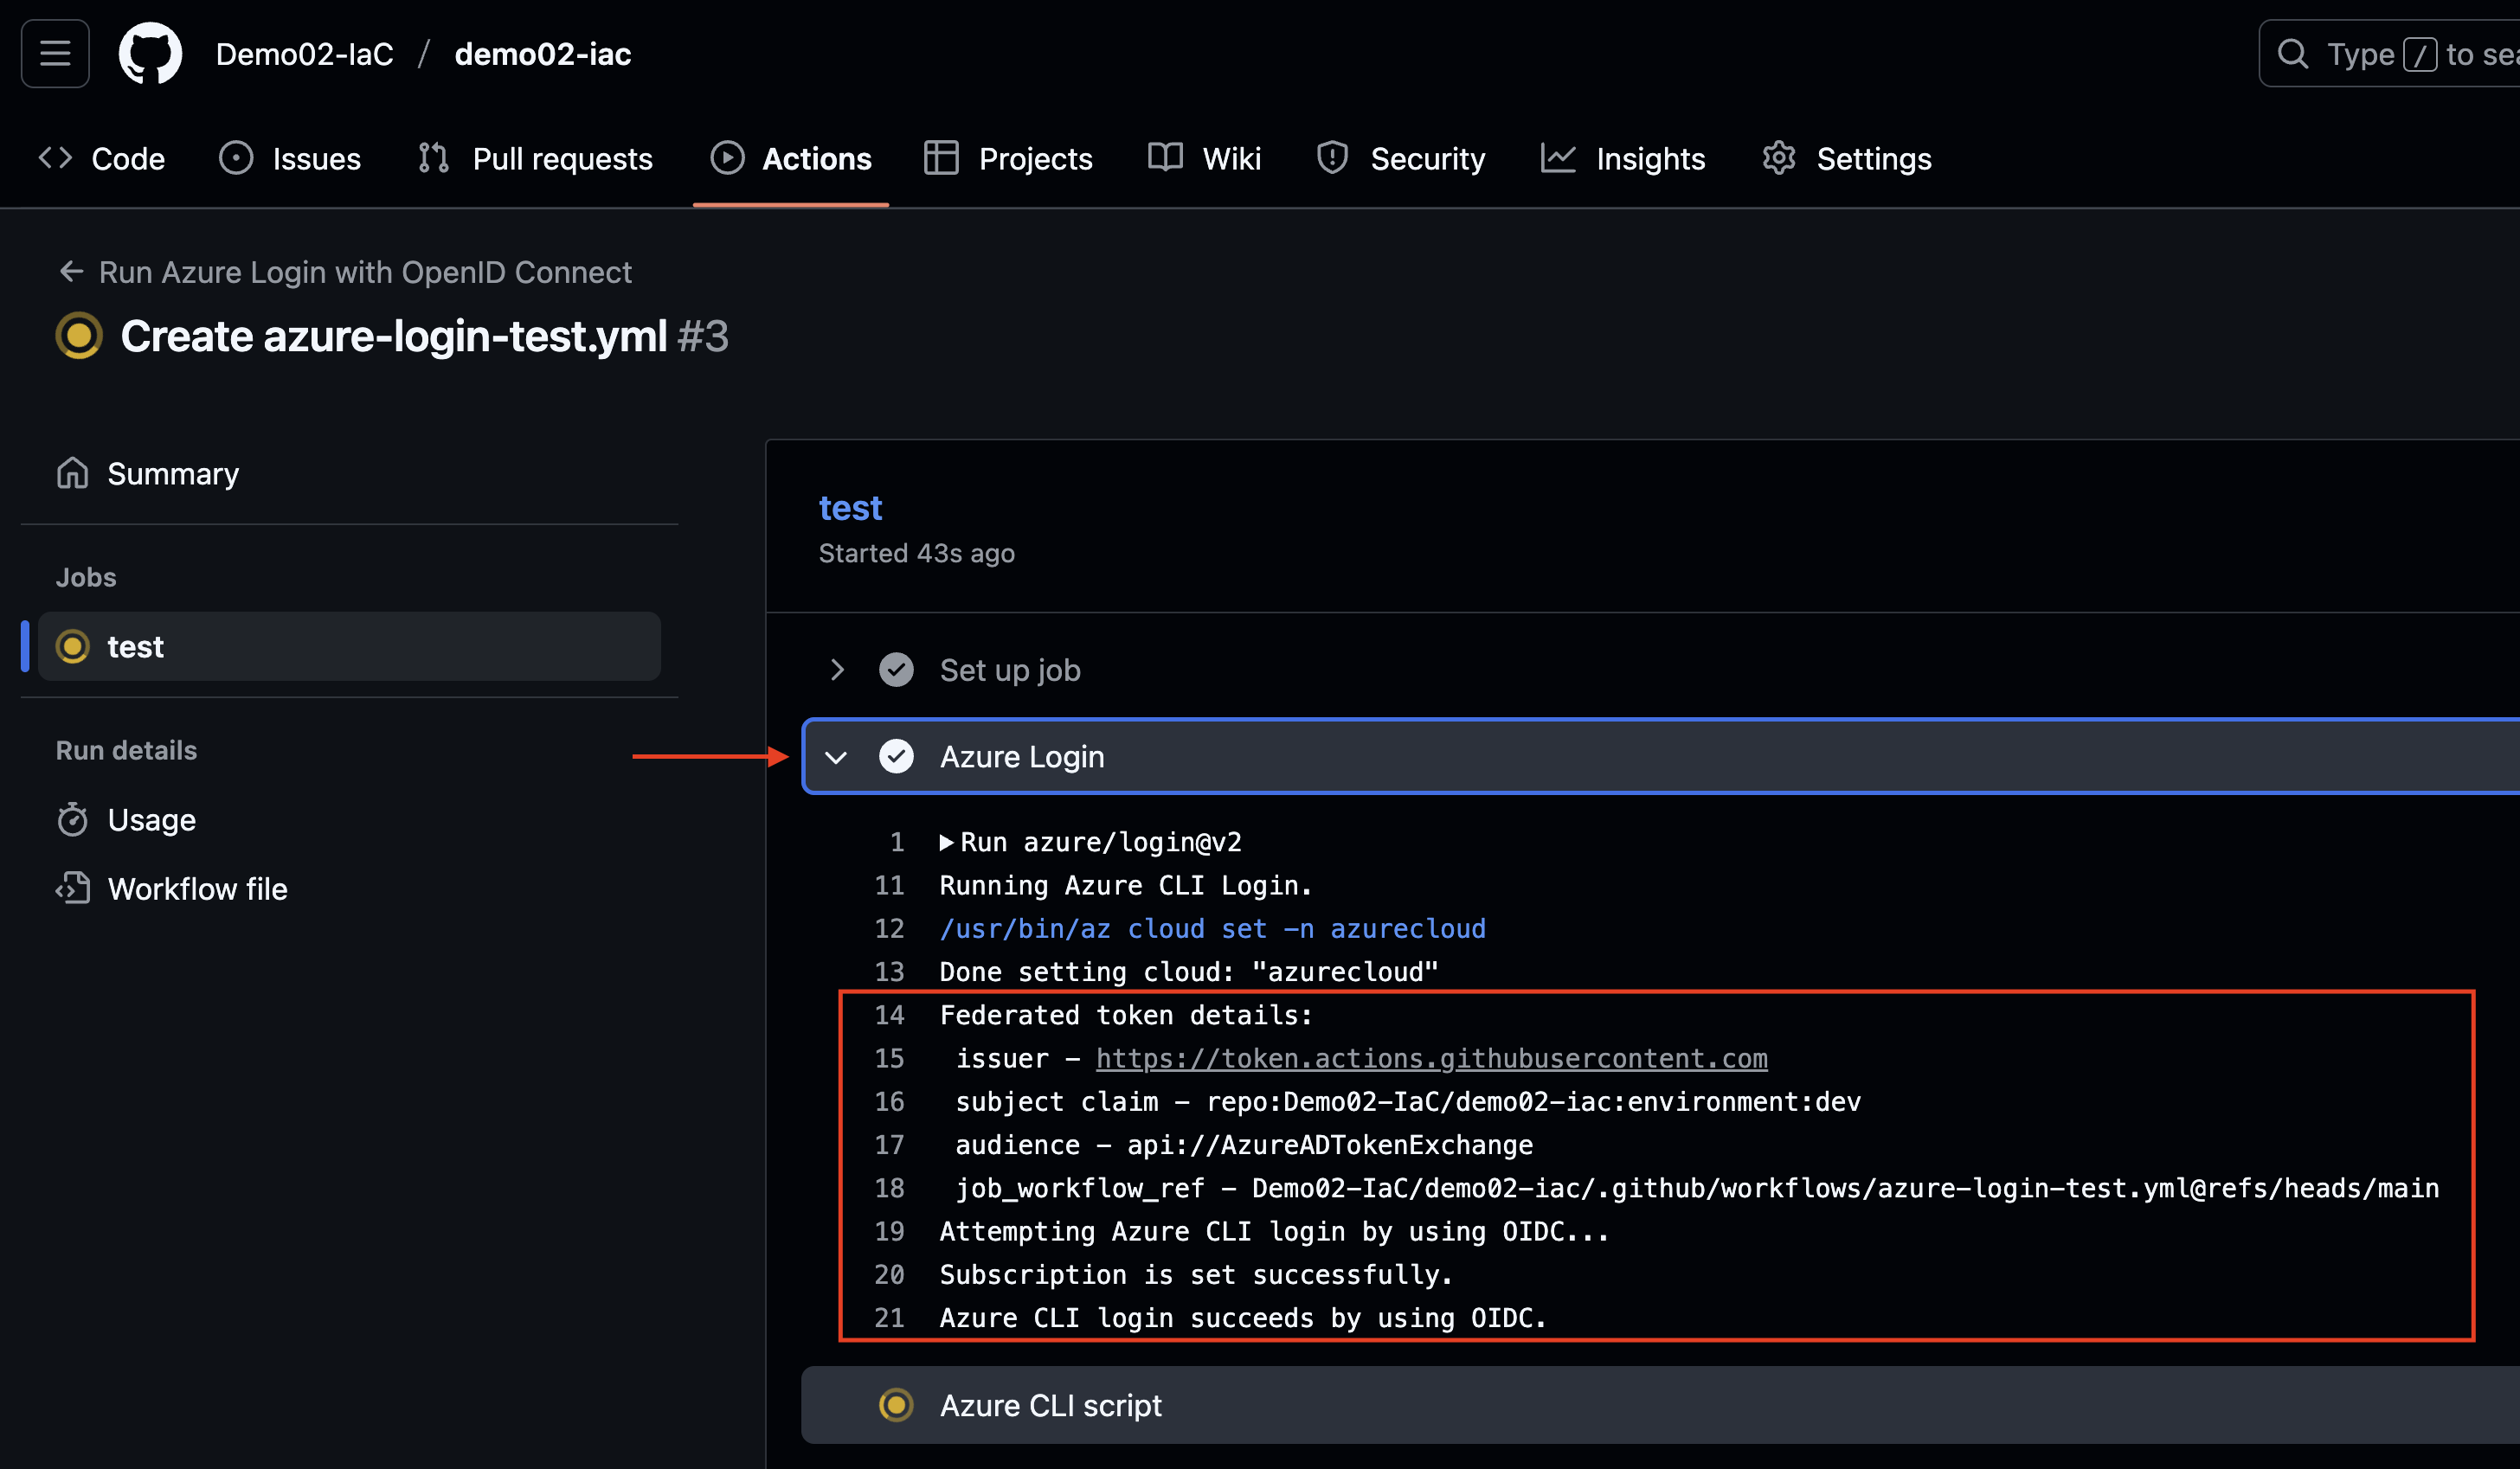 Demo02-IaC / demo02-iac
Type / to sea
Code Issues Pull requests Actions Projects Wiki Security Insights Settings
← Run Azure Login with OpenID Connect
Create azure-login-test.yml #3
Summary
Jobs
test
Run details
Usage
Workflow file
test
Started 43s ago
Set up job
Azure Login
1 ▶Run azure/login@v2
11 Running Azure CLI Login.
12 /usr/bin/az cloud set -n azurecloud
13 Done setting cloud: "azurecloud"
14 Federated token details:
15 issuer - https://token.actions.githubusercontent.com
16 subject claim - repo:Demo02-IaC/demo02-iac:environment:dev
17 audience - api://AzureADTokenExchange
18 job_workflow_ref - Demo02-IaC/demo02-iac/.github/workflows/azure-login-test.yml@refs/heads/main
19 Attempting Azure CLI login by using OIDC...
20 Subscription is set successfully.
21 Azure CLI login succeeds by using OIDC.
Azure CLI script